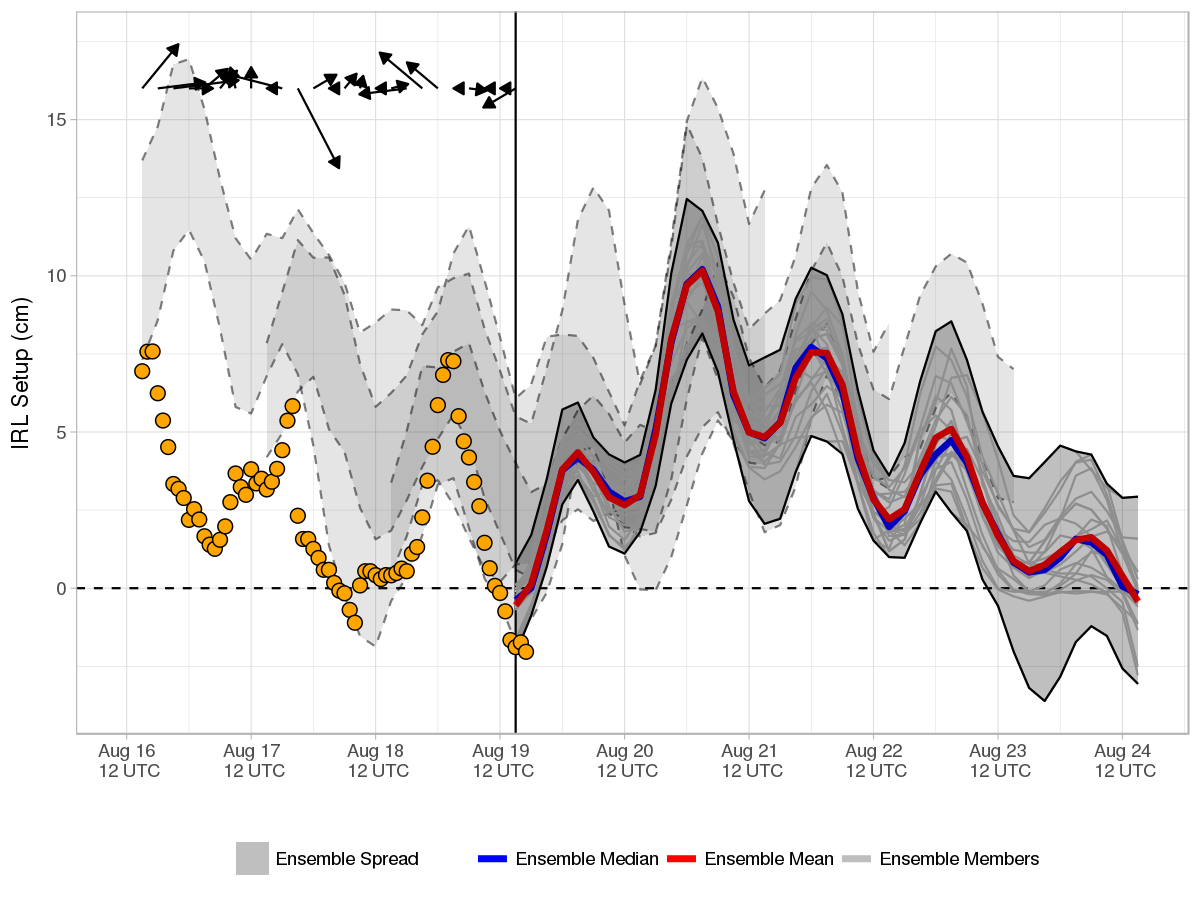 IRL Setup (cm)
15
10
5
0
Aug 16 Aug 17 Aug 18 Aug 19 Aug 20 Aug 21 Aug 22 Aug 23 Aug 24
12 UTC 12 UTC 12 UTC 12 UTC 12 UTC 12 UTC 12 UTC 12 UTC 12 UTC
Ensemble Spread Ensemble Median Ensemble Mean Ensemble Members